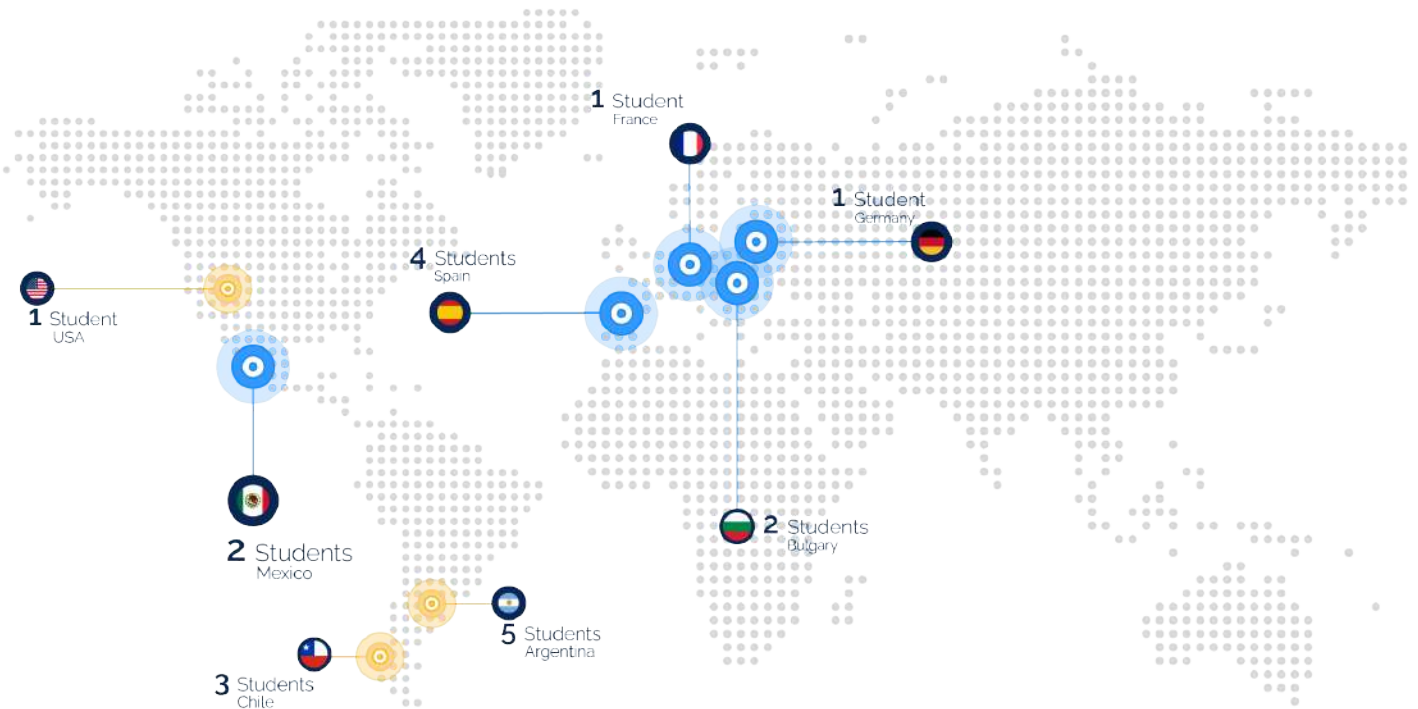 1 Student
France
1 Student
Germany
4 Students
Spain
1 Student
USA
2 Students
Bulgary
2 Students
Mexico
5 Students
Argentina
3 Students
Chile